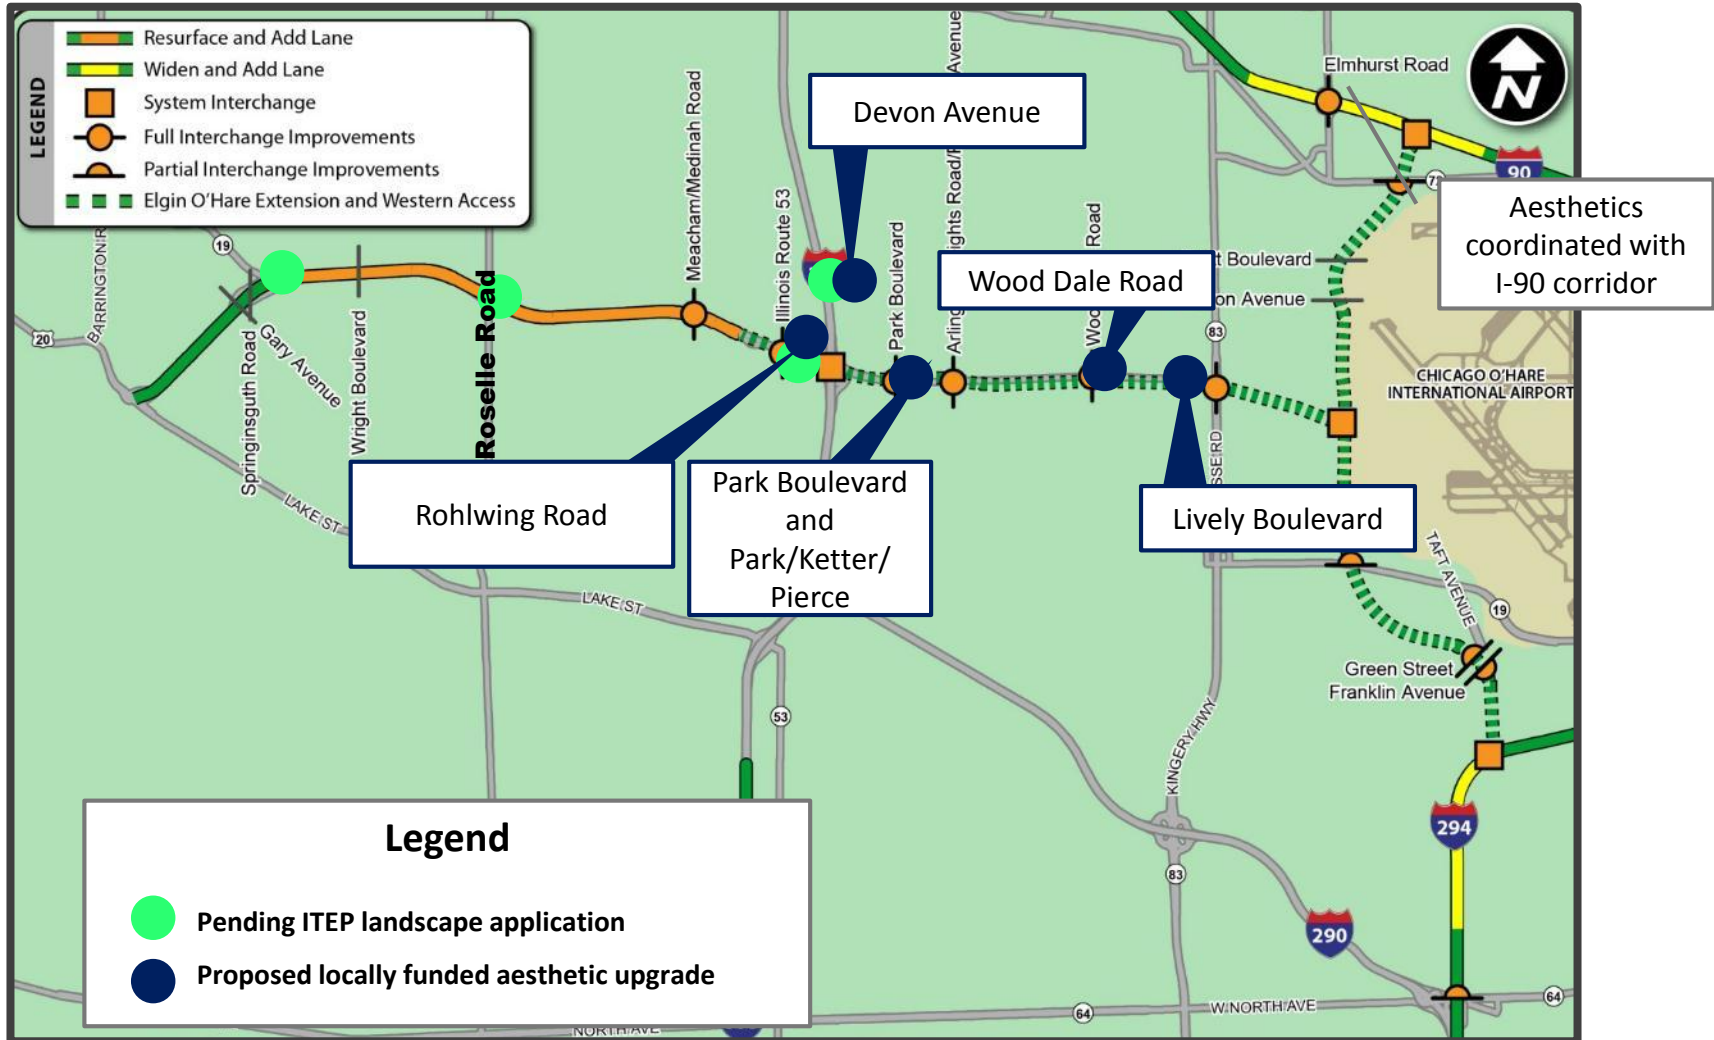 LEGEND
Resurface and Add Lane
Widen and Add Lane
System Interchange
Full Interchange Improvements
Partial Interchange Improvements
Elgin O'Hare Extension and Western Access
N
Elmhurst Road
90
72
Devon Avenue
Aesthetics
coordinated with
I-90 corridor
Meacham/Medinah Road
Illinois Route 53
Park Boulevard
Avenue
Wood Dale Road
Road
Boulevard
Avenue
83
19
20
BARRINGTON R
Springinsguth Road
Gary Avenue
Wright Boulevard
Roselle Road
CHICAGO O'HARE
INTERNATIONAL AIRPORT
Rohlwing Road
Park Boulevard
and
Park/Ketter/
Pierce
Lively Boulevard
LAKE ST
LAKE ST
TAFT AVENUE
19
Green Street
Franklin Avenue
53
KINGERY HWY
83
294
290
64
W NORTH AVE
64
NORTH AVE
Legend
Pending ITEP landscape application
Proposed locally funded aesthetic upgrade